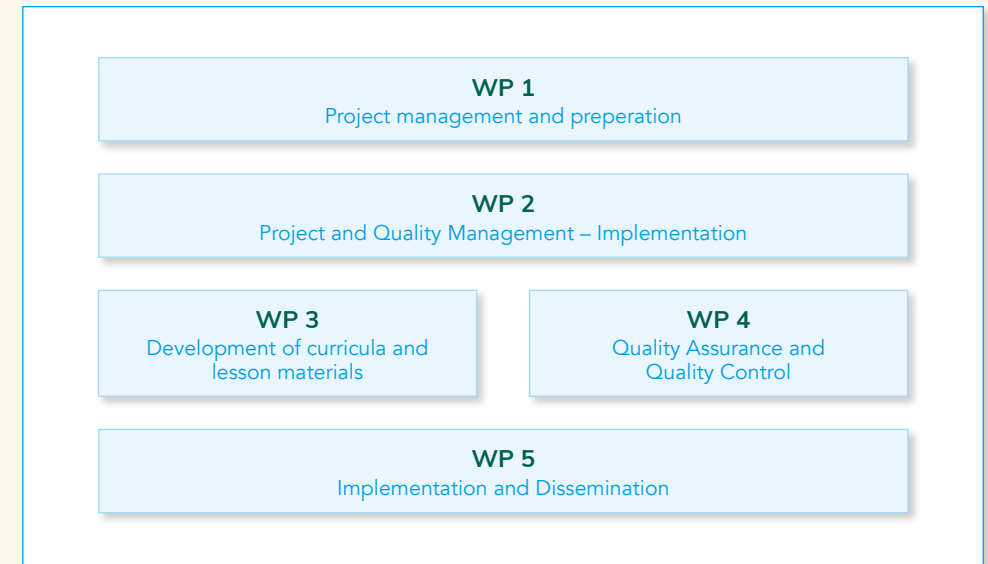 WP 1
Project management and preperation
WP 2
Project and Quality Management – Implementation
WP 3
Development of curricula and
lesson materials
WP 4
Quality Assurance and
Quality Control
WP 5
Implementation and Dissemination